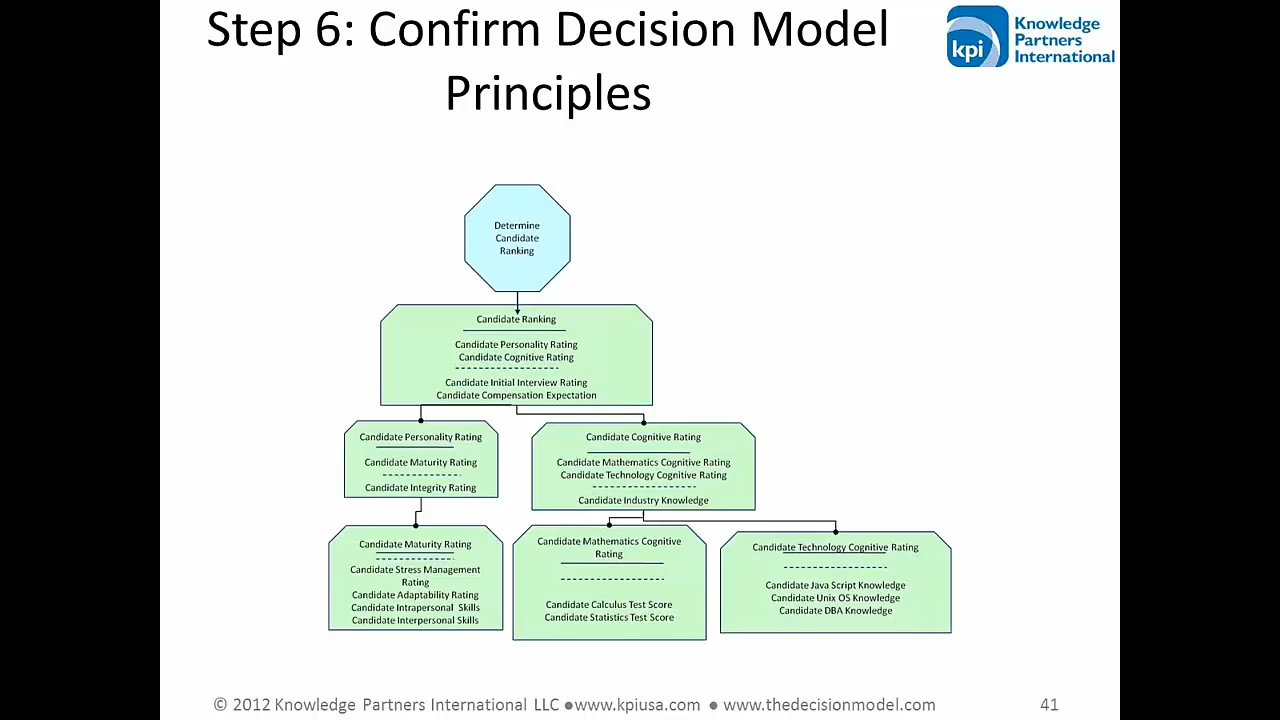 Step 6: Confirm Decision Model
Principles
kpi
Knowledge
Partners
International
Determine
Candidate
Ranking
Candidate Ranking
Candidate Personality Rating
Candidate Cognitive Rating
Candidate Initial Interview Rating
Candidate Compensation Expectation
Candidate Personality Rating
Candidate Maturity Rating
Candidate Integrity Rating
Candidate Cognitive Rating
Candidate Mathematics Cognitive Rating
Candidate Technology Cognitive Rating
Candidate Industry Knowledge
Candidate Maturity Rating
Candidate Stress Management
Rating
Candidate Adaptability Rating
Candidate Intrapersonal Skills
Candidate Interpersonal Skills
Candidate Mathematics Cognitive
Rating
Candidate Calculus Test Score
Candidate Statistics Test Score
Candidate Technology Cognitive Rating
Candidate Java Script Knowledge
Candidate Unix OS Knowledge
Candidate DBA Knowledge
© 2012 Knowledge Partners International LLC ●www.kpiusa.com ● www.thedecisionmodel.com
41